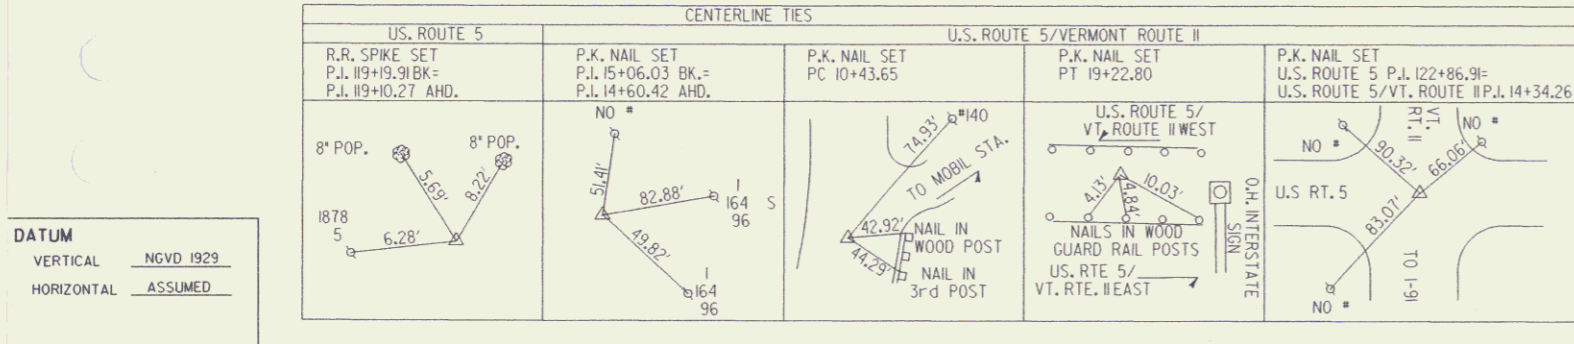 CENTERLINE TIES
U.S. ROUTE 5
U.S. ROUTE 5/VERMONT ROUTE 11
R.R. SPIKE SET
P.I. 119+19.91 BK=
P.I. 119+10.27 AHD.
P.K. NAIL SET
P.I. 15+06.03 BK.=
P.I. 14+60.42 AHD.
P.K. NAIL SET
PC 10+43.65
P.K. NAIL SET
PT 19+22.80
P.K. NAIL SET
U.S. ROUTE 5 P.I. 122+86.91=
U.S. ROUTE 5/VT. ROUTE 11 P.I. 14+34.26
8" POP.
8" POP.
5.69'
8.22'
1878
5
6.28'
NO #
51.41'
82.88'
1
164 S
96
49.82'
1
164
96
#140
74.93'
TO MOBIL STA.
42.92'
NAIL IN
WOOD POST
44.29'
NAIL IN
3rd POST
U.S. ROUTE 5/
VT. ROUTE 11 WEST
4.13'
4.84'
10.03'
NAILS IN WOOD
GUARD RAIL POSTS
U.S. RTE 5/
VT. RTE. 11 EAST
O.H. INTERSTATE
SIGN
VT.
RT. 11
NO #
NO #
90.32'
66.06'
U.S RT. 5
83.07'
TO I-91
NO #
DATUM
VERTICAL NGVD 1929
HORIZONTAL ASSUMED